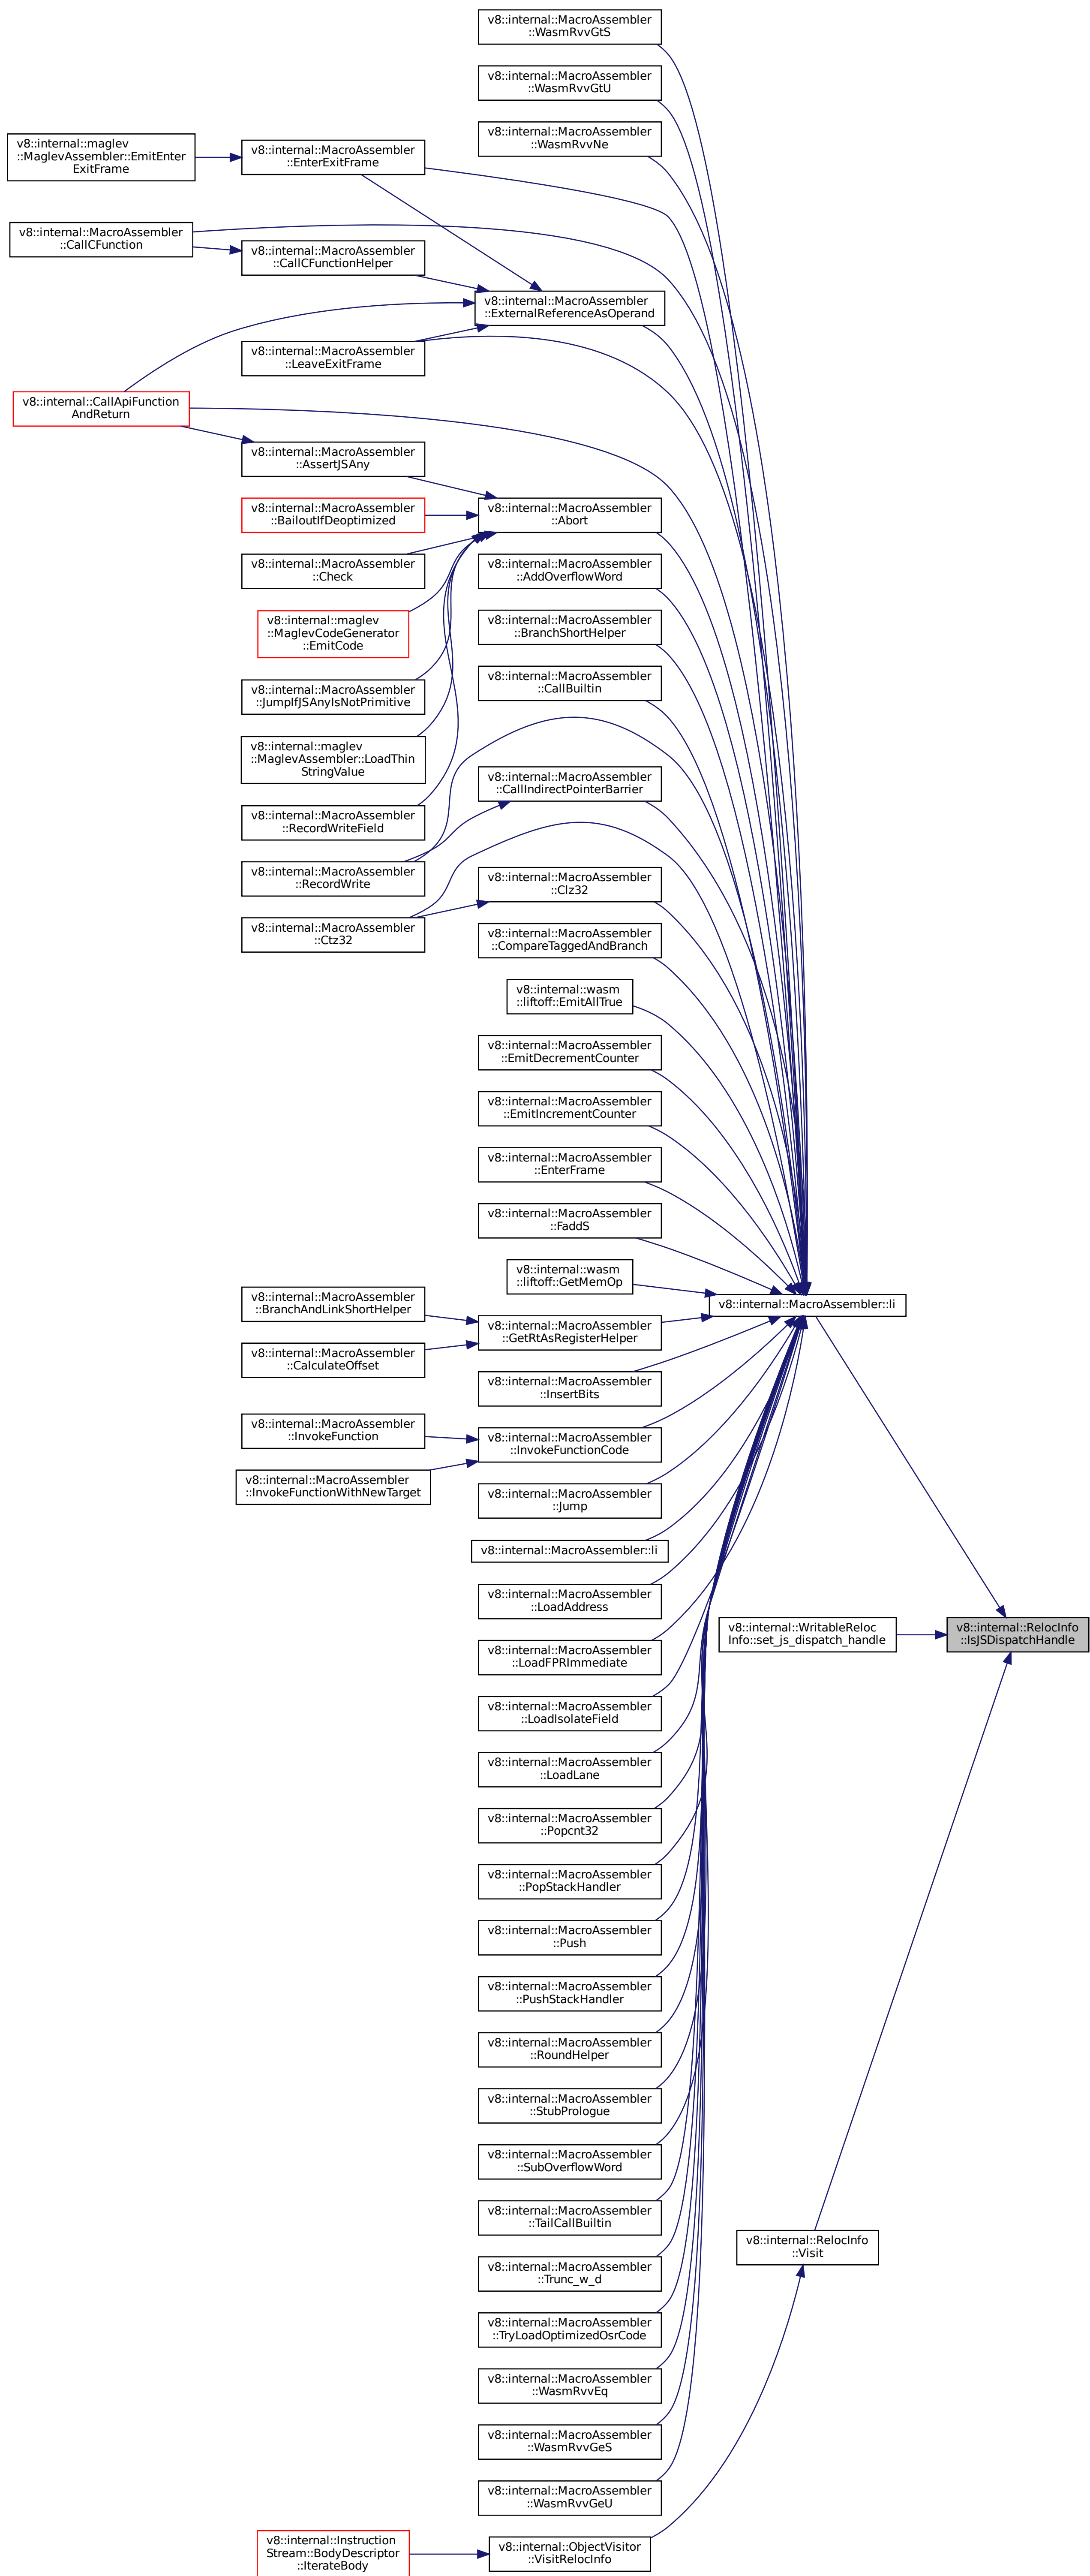 v8::internal::MacroAssembler
::WasmRvvGtS
v8::internal::MacroAssembler
::WasmRvvGtU
v8::internal::MacroAssembler
::WasmRvvNe
v8::internal::maglev
::MaglevAssembler::EmitEnter
ExitFrame
v8::internal::MacroAssembler
::EnterExitFrame
v8::internal::MacroAssembler
::CallCFunction
v8::internal::MacroAssembler
::CallCFunctionHelper
v8::internal::MacroAssembler
::ExternalReferenceAsOperand
v8::internal::MacroAssembler
::LeaveExitFrame
v8::internal::CallApiFunction
AndReturn
v8::internal::MacroAssembler
::AssertJSAny
v8::internal::MacroAssembler
::BailoutIfDeoptimized
v8::internal::MacroAssembler
::Abort
v8::internal::MacroAssembler
::Check
v8::internal::MacroAssembler
::AddOverflowWord
v8::internal::maglev
::MaglevCodeGenerator
::EmitCode
v8::internal::MacroAssembler
::BranchShortHelper
v8::internal::MacroAssembler
::JumpIfJSAnyIsNotPrimitive
v8::internal::MacroAssembler
::CallBuiltin
v8::internal::maglev
::MaglevAssembler::LoadThin
StringValue
v8::internal::MacroAssembler
::CallIndirectPointerBarrier
v8::internal::MacroAssembler
::RecordWriteField
v8::internal::MacroAssembler
::RecordWrite
v8::internal::MacroAssembler
::Clz32
v8::internal::MacroAssembler
::Ctz32
v8::internal::MacroAssembler
::CompareTaggedAndBranch
v8::internal::wasm
::liftoff::EmitAllTrue
v8::internal::MacroAssembler
::EmitDecrementCounter
v8::internal::MacroAssembler
::EmitIncrementCounter
v8::internal::MacroAssembler
::EnterFrame
v8::internal::MacroAssembler
::FaddS
v8::internal::wasm
::liftoff::GetMemOp
v8::internal::MacroAssembler::li
v8::internal::MacroAssembler
::BranchAndLinkShortHelper
v8::internal::MacroAssembler
::GetRtAsRegisterHelper
v8::internal::MacroAssembler
::CalculateOffset
v8::internal::MacroAssembler
::InsertBits
v8::internal::MacroAssembler
::InvokeFunction
v8::internal::MacroAssembler
::InvokeFunctionCode
v8::internal::MacroAssembler
::InvokeFunctionWithNewTarget
v8::internal::MacroAssembler
::Jump
v8::internal::MacroAssembler::li
v8::internal::MacroAssembler
::LoadAddress
v8::internal::WritableReloc
Info::set_js_dispatch_handle
v8::internal::RelocInfo
::IsJSDispatchHandle
v8::internal::MacroAssembler
::LoadFPRImmediate
v8::internal::MacroAssembler
::LoadIsolateField
v8::internal::MacroAssembler
::LoadLane
v8::internal::MacroAssembler
::Popcnt32
v8::internal::MacroAssembler
::PopStackHandler
v8::internal::MacroAssembler
::Push
v8::internal::MacroAssembler
::PushStackHandler
v8::internal::MacroAssembler
::RoundHelper
v8::internal::MacroAssembler
::StubPrologue
v8::internal::MacroAssembler
::SubOverflowWord
v8::internal::MacroAssembler
::TailCallBuiltin
v8::internal::RelocInfo
::Visit
v8::internal::MacroAssembler
::Trunc_w_d
v8::internal::MacroAssembler
::TryLoadOptimizedOsrCode
v8::internal::MacroAssembler
::WasmRvvEq
v8::internal::MacroAssembler
::WasmRvvGeS
v8::internal::MacroAssembler
::WasmRvvGeU
v8::internal::Instruction
Stream::BodyDescriptor
::IterateBody
v8::internal::ObjectVisitor
::VisitRelocInfo